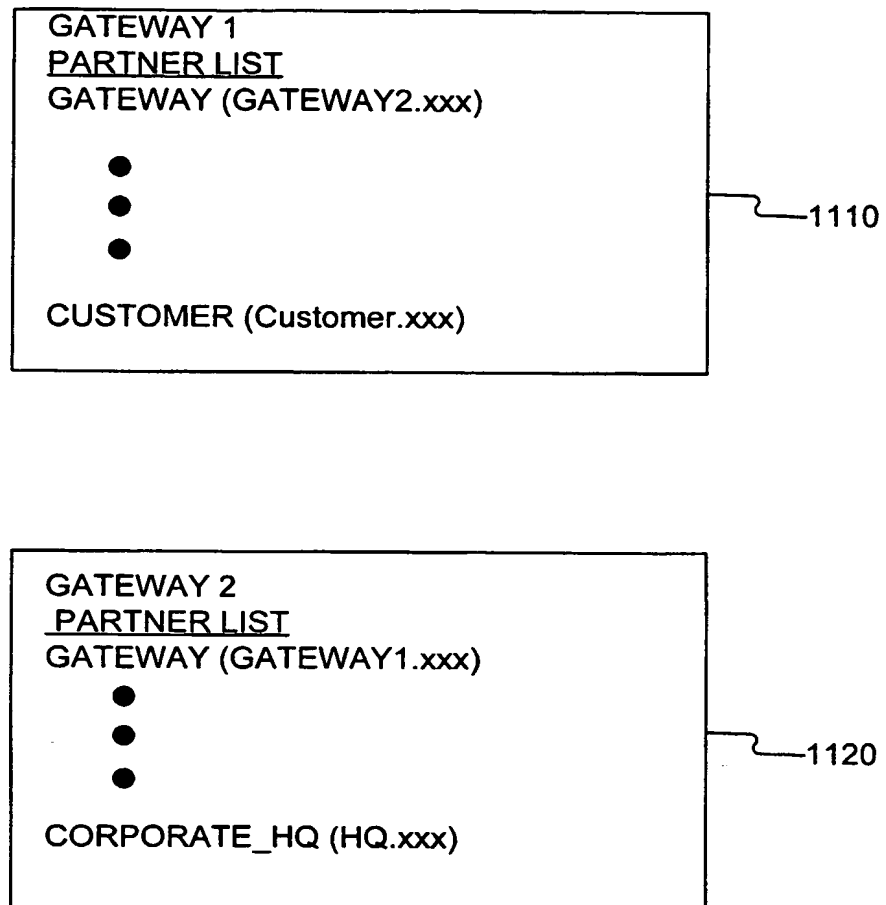 GATEWAY 1
PARTNER LIST
GATEWAY (GATEWAY2.xxx)
1110
CUSTOMER (Customer.xxx)
GATEWAY 2
PARTNER LIST
GATEWAY (GATEWAY1.xxx)
1120
CORPORATE_HQ (HQ.xxx)